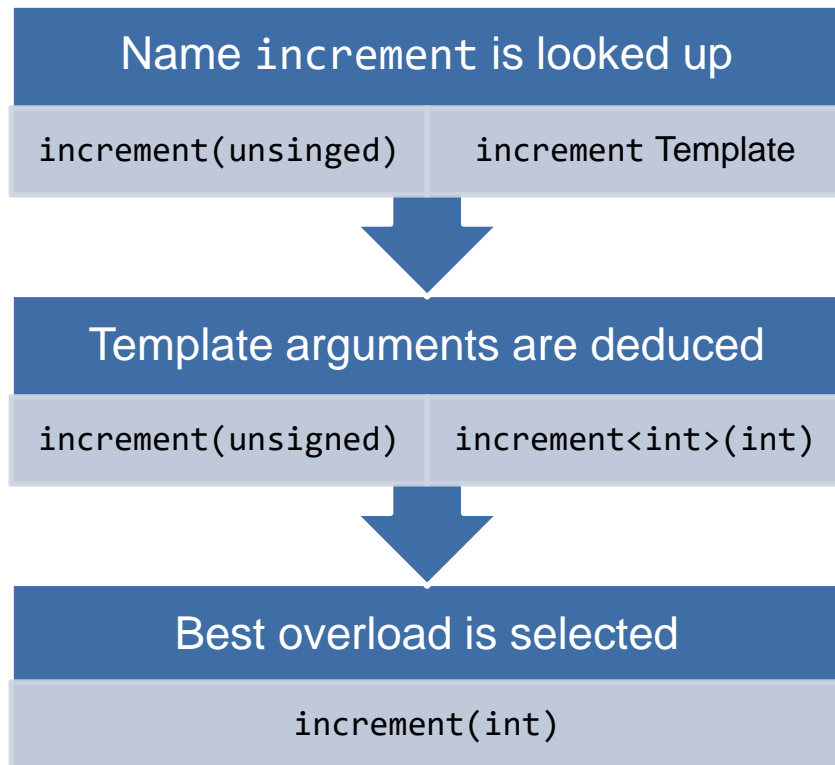 Name increment is looked up
increment(unsinged)
increment Template
Template arguments are deduced
increment(unsigned)
increment<int>(int)
Best overload is selected
increment(int)